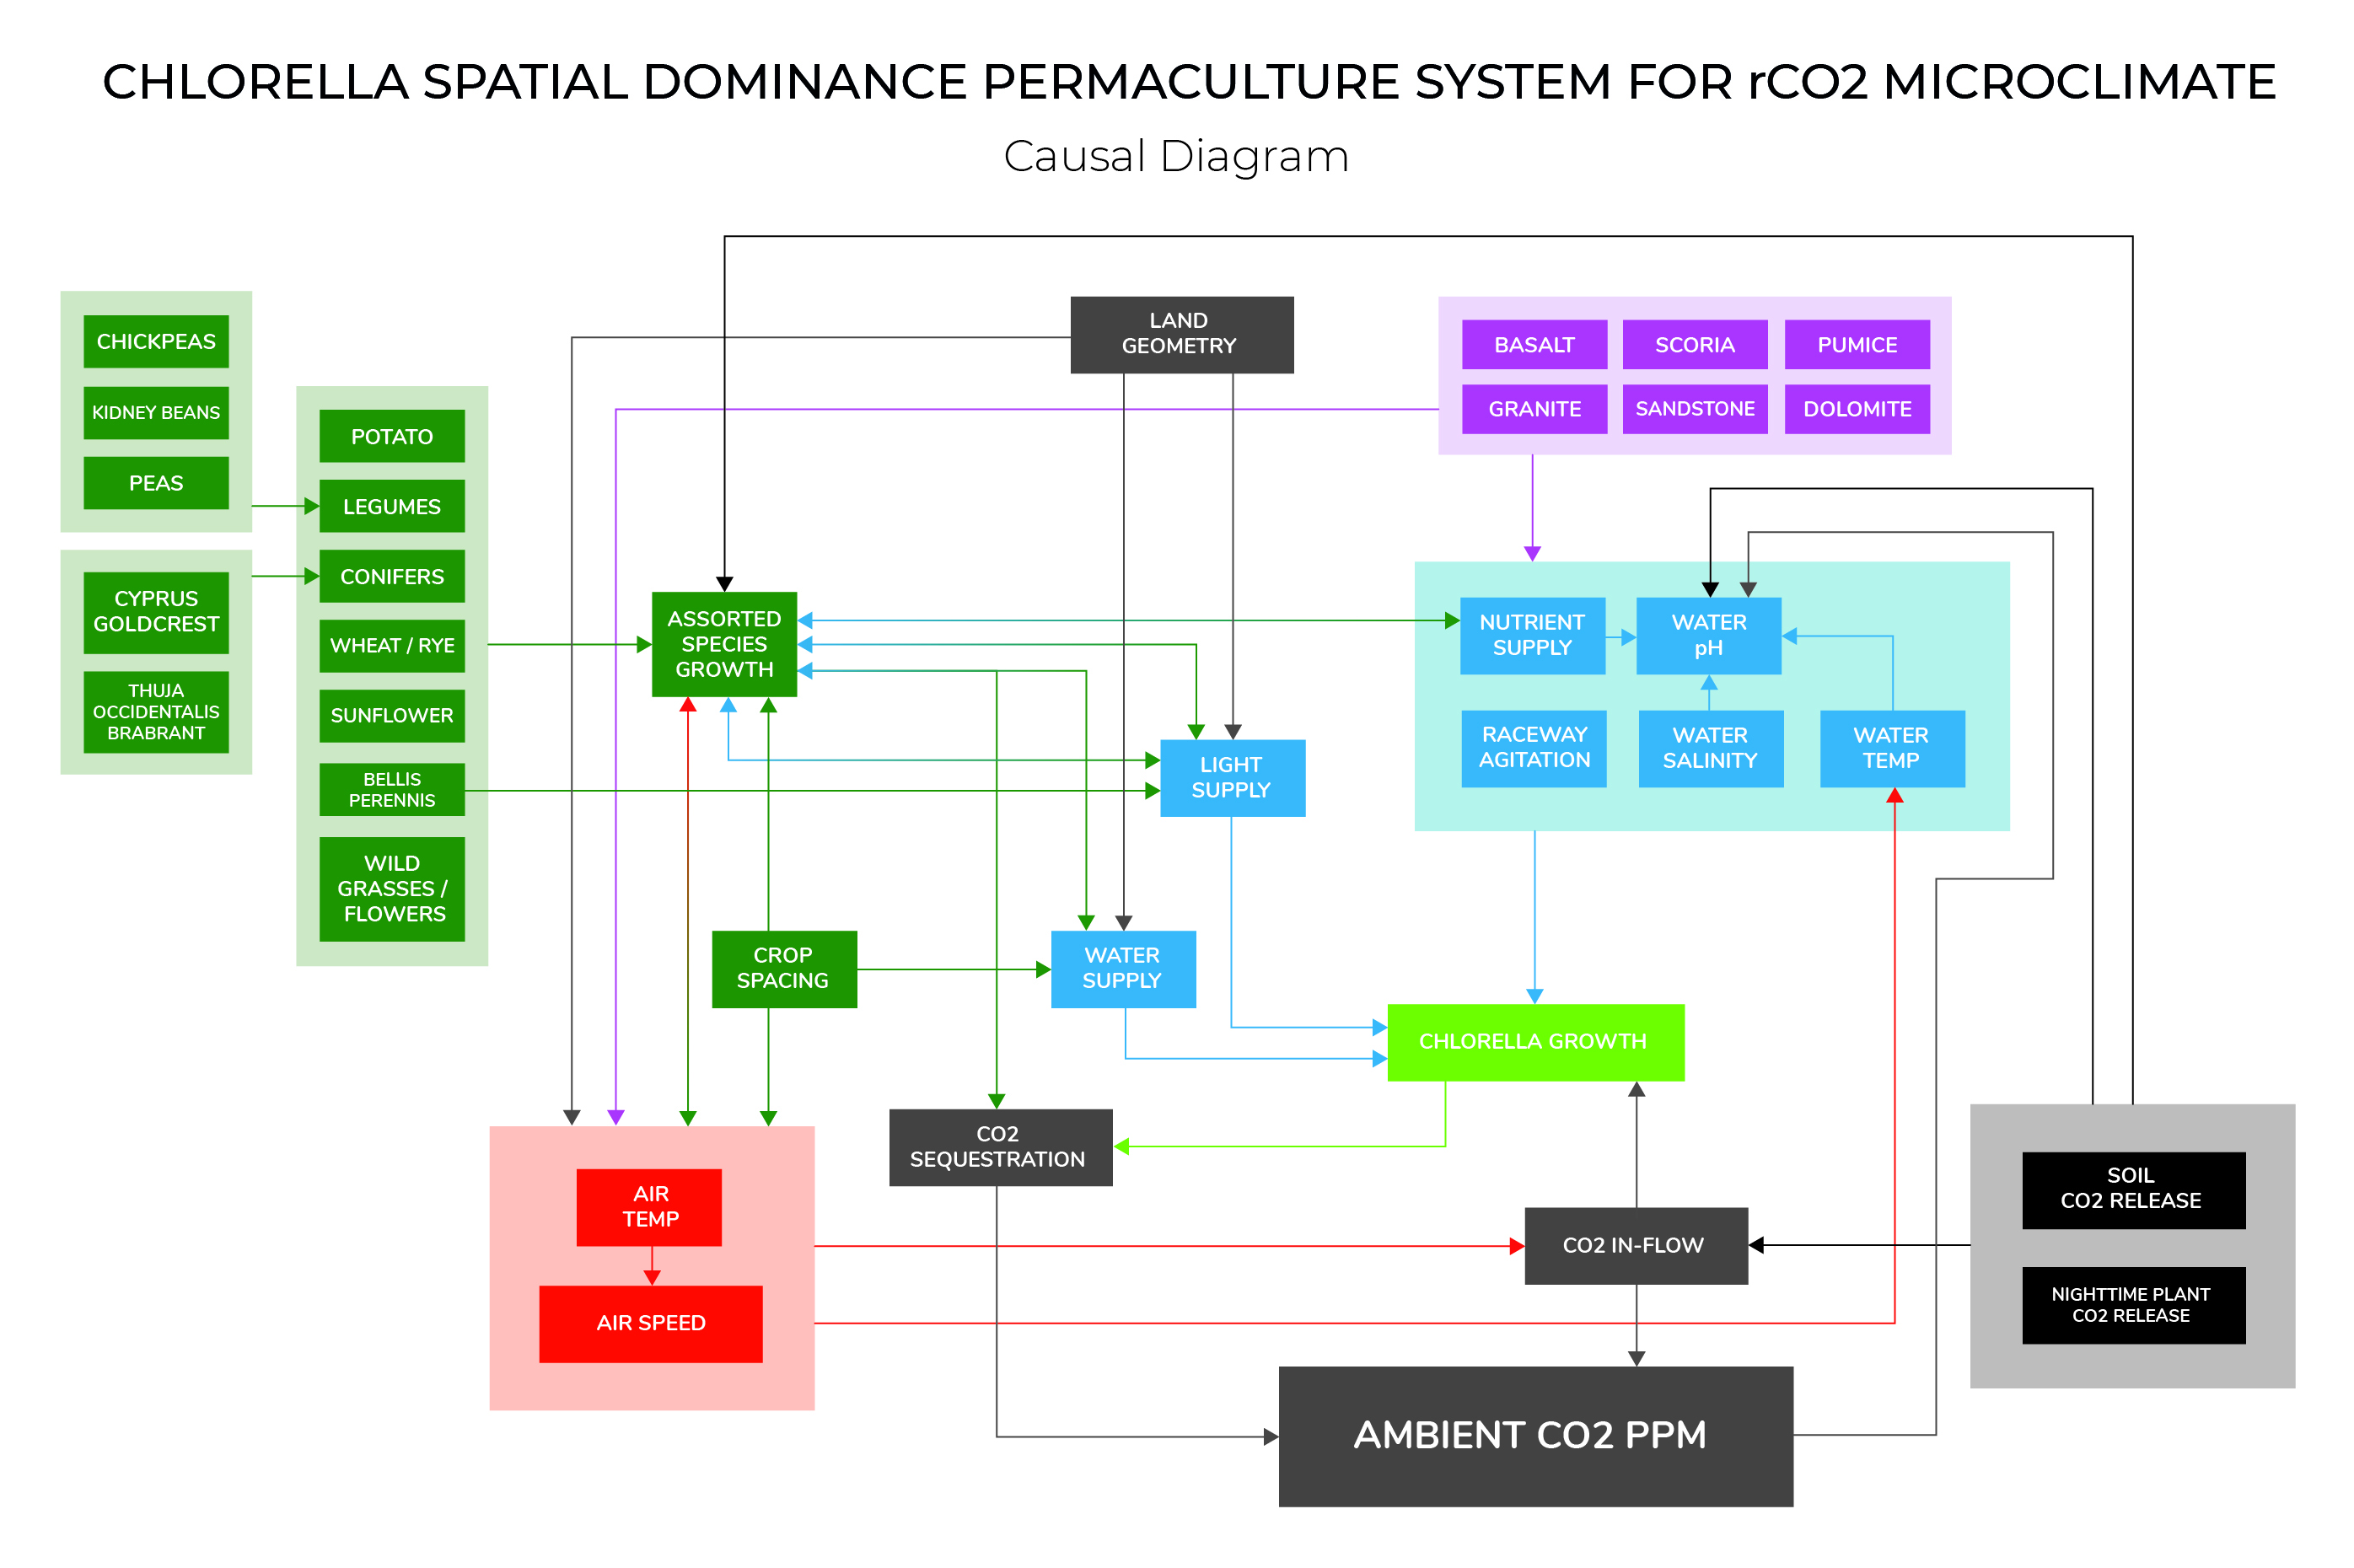 CHLORELLA SPATIAL DOMINANCE PERMACULTURE SYSTEM FOR rCO2 MICROCLIMATE
Causal Diagram
CHICKPEAS
KIDNEY BEANS
PEAS
CYPRUS
GOLDCREST
THUJA
OCCIDENTALIS
BRABRANT
POTATO
LEGUMES
CONIFERS
WHEAT / RYE
SUNFLOWER
BELLIS
PERENNIS
WILD
GRASSES /
FLOWERS
LAND
GEOMETRY
BASALT
SCORIA
PUMICE
GRANITE
SANDSTONE
DOLOMITE
ASSORTED
SPECIES
GROWTH
NUTRIENT
SUPPLY
WATER
pH
RACEWAY
AGITATION
WATER
SALINITY
WATER
TEMP
LIGHT
SUPPLY
CROP
SPACING
WATER
SUPPLY
CHLORELLA GROWTH
CO2
SEQUESTRATION
AIR
TEMP
AIR SPEED
CO2 IN-FLOW
SOIL
CO2 RELEASE
NIGHTTIME PLANT
CO2 RELEASE
AMBIENT CO2 PPM